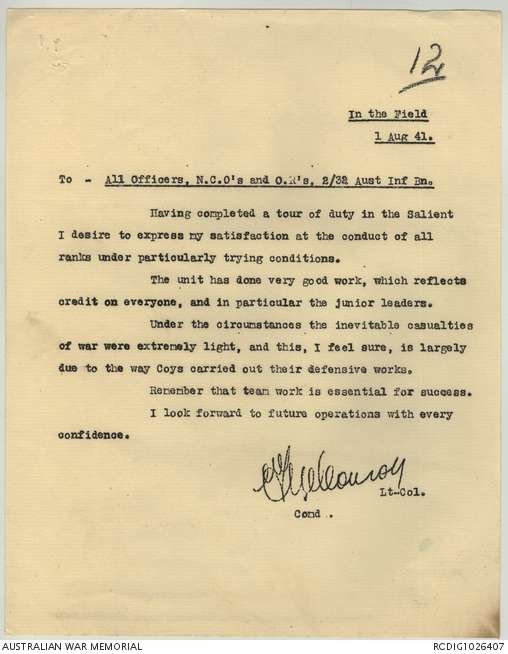 12
In the Field
1 Aug 41.
To - All Officers, N.C.O's and O.R's, 2/32 Aust Inf Bn.
Having completed a tour of duty in the Salient
I desire to express my satisfaction at the conduct of all
ranks under particularly trying conditions.
The unit has done very good work, which reflects
credit on everyone, and in particular the junior leaders.
Under the circumstances the inevitable casualties
of war were extremely light, and this, I feel sure, is largely
due to the way Coys carried out their defensive works.
Remember that team work is essential for success.
I look forward to future operations with every
confidence.
Lt-Col.
Comd .
AUSTRALIAN WAR MEMORIAL
RCDIG1026407